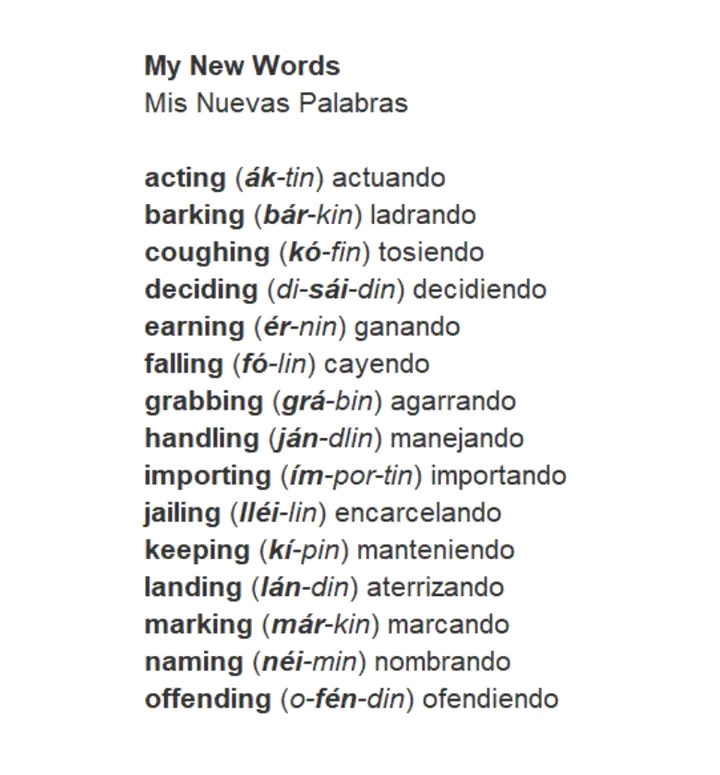 My New Words
Mis Nuevas Palabras
acting (ák-tin) actuando
barking (bár-kin) ladrando
coughing (kó-fin) tosiendo
deciding (di-sái-din) decidiendo
earning (ér-nin) ganando
falling (fó-lin) cayendo
grabbing (grá-bin) agarrando
handling (ján-dlin) manejando
importing (ím-por-tin) importando
jailing (lléi-lin) encarcelando
keeping (kí-pin) manteniendo
landing (lán-din) aterrizando
marking (már-kin) marcando
naming (néi-min) nombrando
offending (o-fén-din) ofendiendo